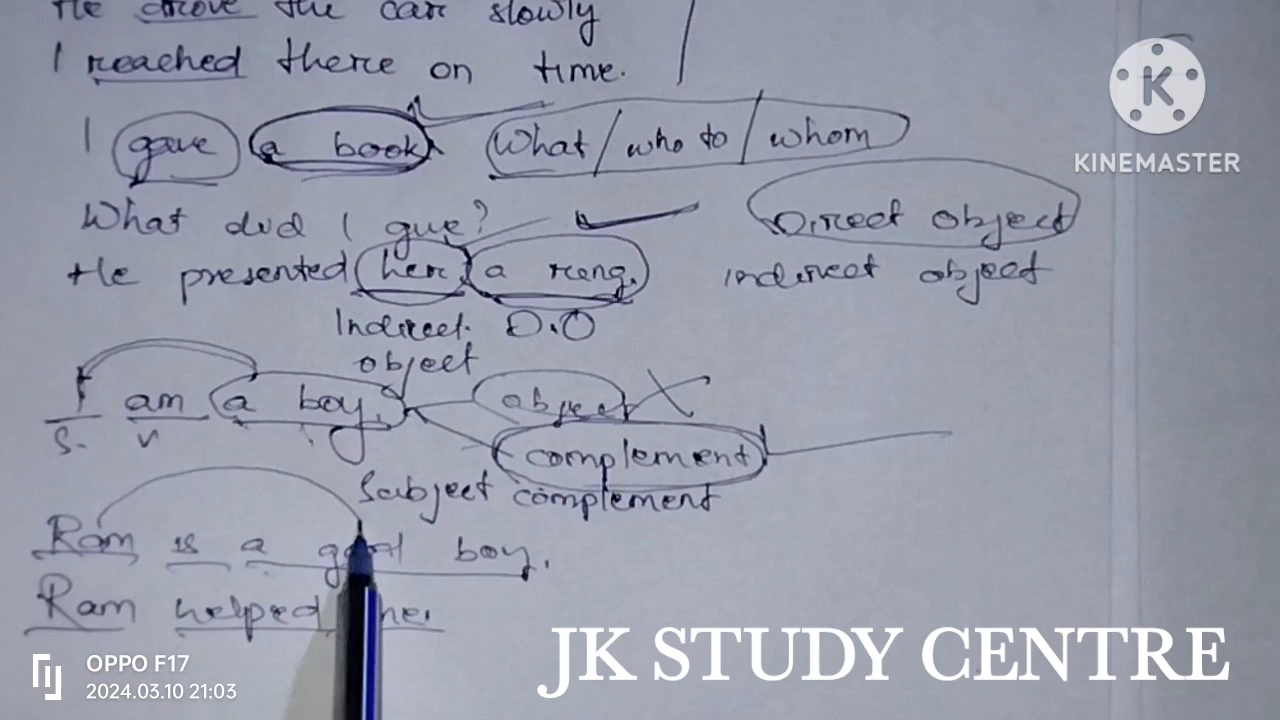 He drove the car slowly
I reached there on time.
I gave a book. What / who to / whom
What did I give? Direct object
He presented her a ring. Indirect object
Indirect object D.O
I am a boy. object
S. V complement
Subject complement
Ram is a good boy.
Ram helped me.
K
KINEMASTER
OPPO F17
2024.03.10 21:03
JK STUDY CENTRE